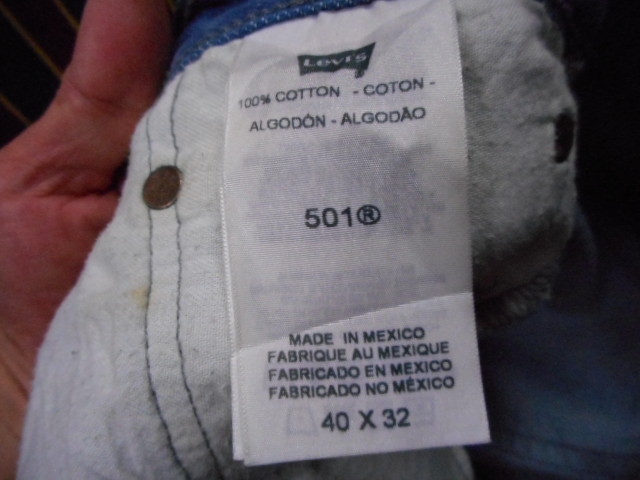 Levi's
100% COTTON - COTON -
ALGODÓN - ALGODÃO
501®
MADE IN MEXICO
FABRIQUE AU MEXIQUE
FABRICADO EN MEXICO
FABRICADO NO MÉXICO
40 X 32